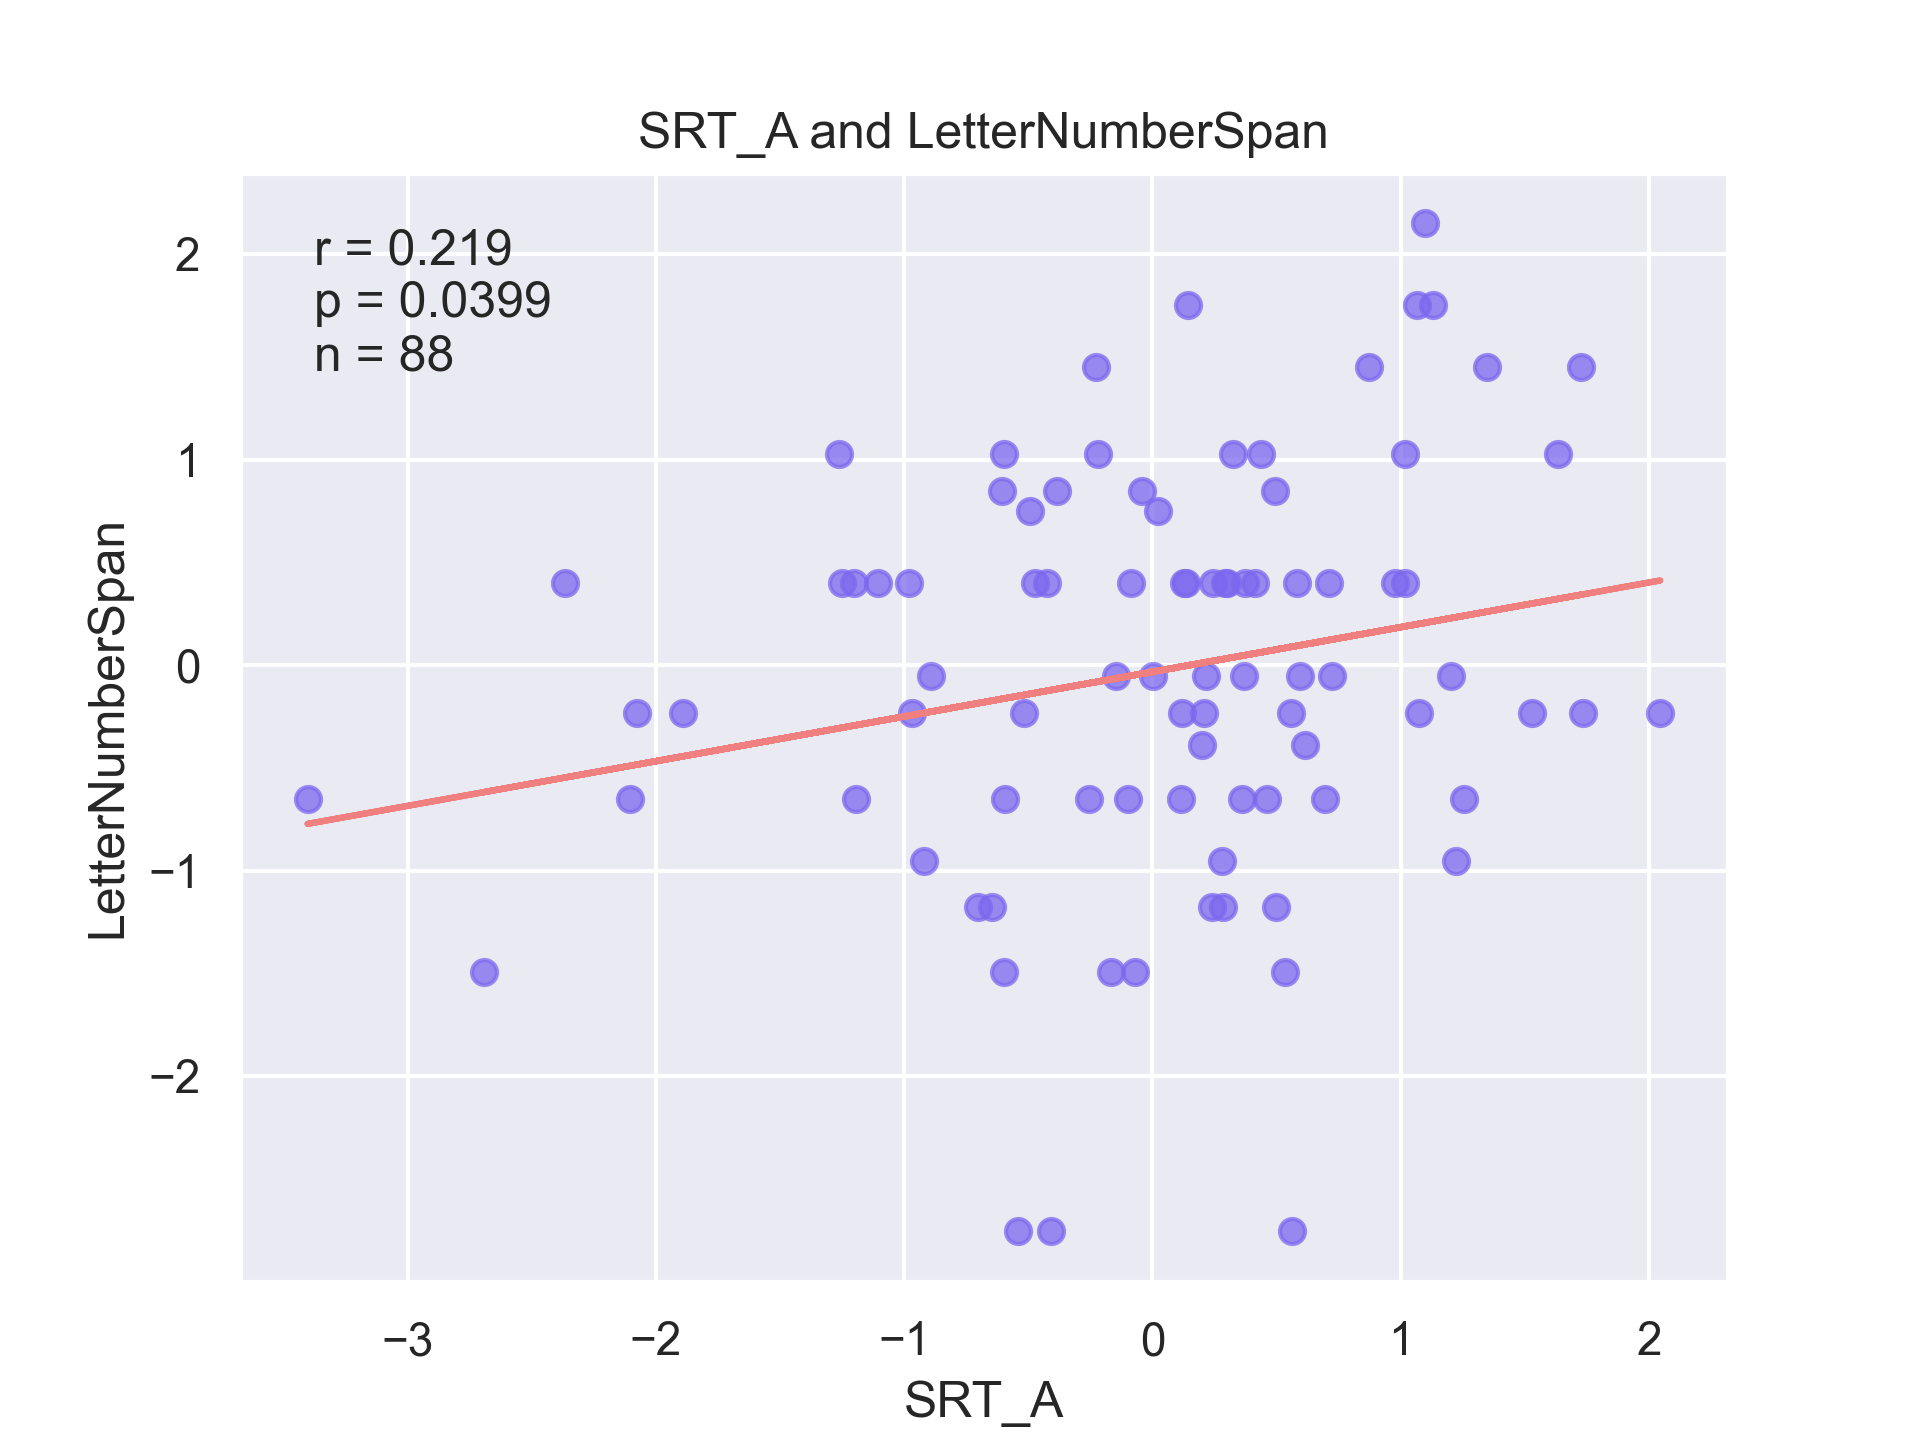 SRT_A and LetterNumberSpan
r = 0.219
p = 0.0399
n = 88
2
1
0
−1
−2
LetterNumberSpan
−3
−2
−1
0
1
2
SRT_A